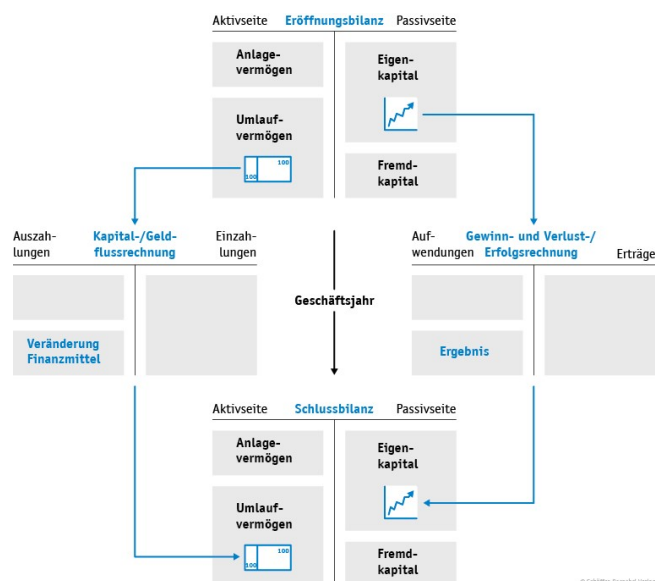 Aktivseite Eröffnungsbilanz Passivseite
Anlage-
vermögen
Eigen-
kapital
Umlauf-
vermögen
100
100
Fremd-
kapital
Auszah-
lungen
Kapital-/Geld-
flussrechnung
Einzah-
lungen
Geschäftsjahr
Auf-
wendungen
Gewinn- und Verlust-/
Erfolgsrechnung
Erträge
Veränderung
Finanzmittel
Ergebnis
Aktivseite Schlussbilanz Passivseite
Anlage-
vermögen
Eigen-
kapital
Umlauf-
vermögen
100
100
Fremd-
kapital